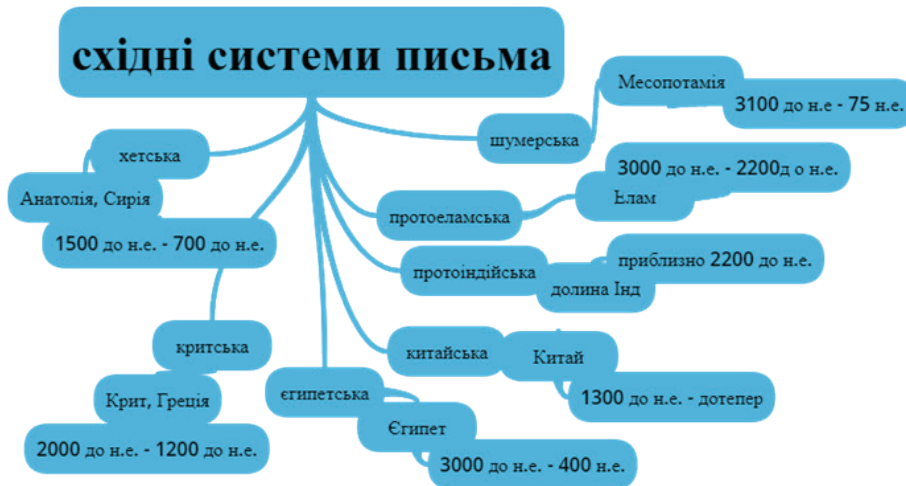 східні системи письма
шумерська
Месопотамія
3100 до н.е - 75 н.е.
протоеламська
Елам
3000 до н.е. - 2200д о н.е.
протоіндійська
долина Інд
приблизно 2200 до н.е.
китайська
Китай
1300 до н.е. - дотепер
єгипетська
Єгипет
3000 до н.е. - 400 н.е.
критська
Крит, Греція
2000 до н.е. - 1200 до н.е.
хетська
Анатолія, Сирія
1500 до н.е. - 700 до н.е.